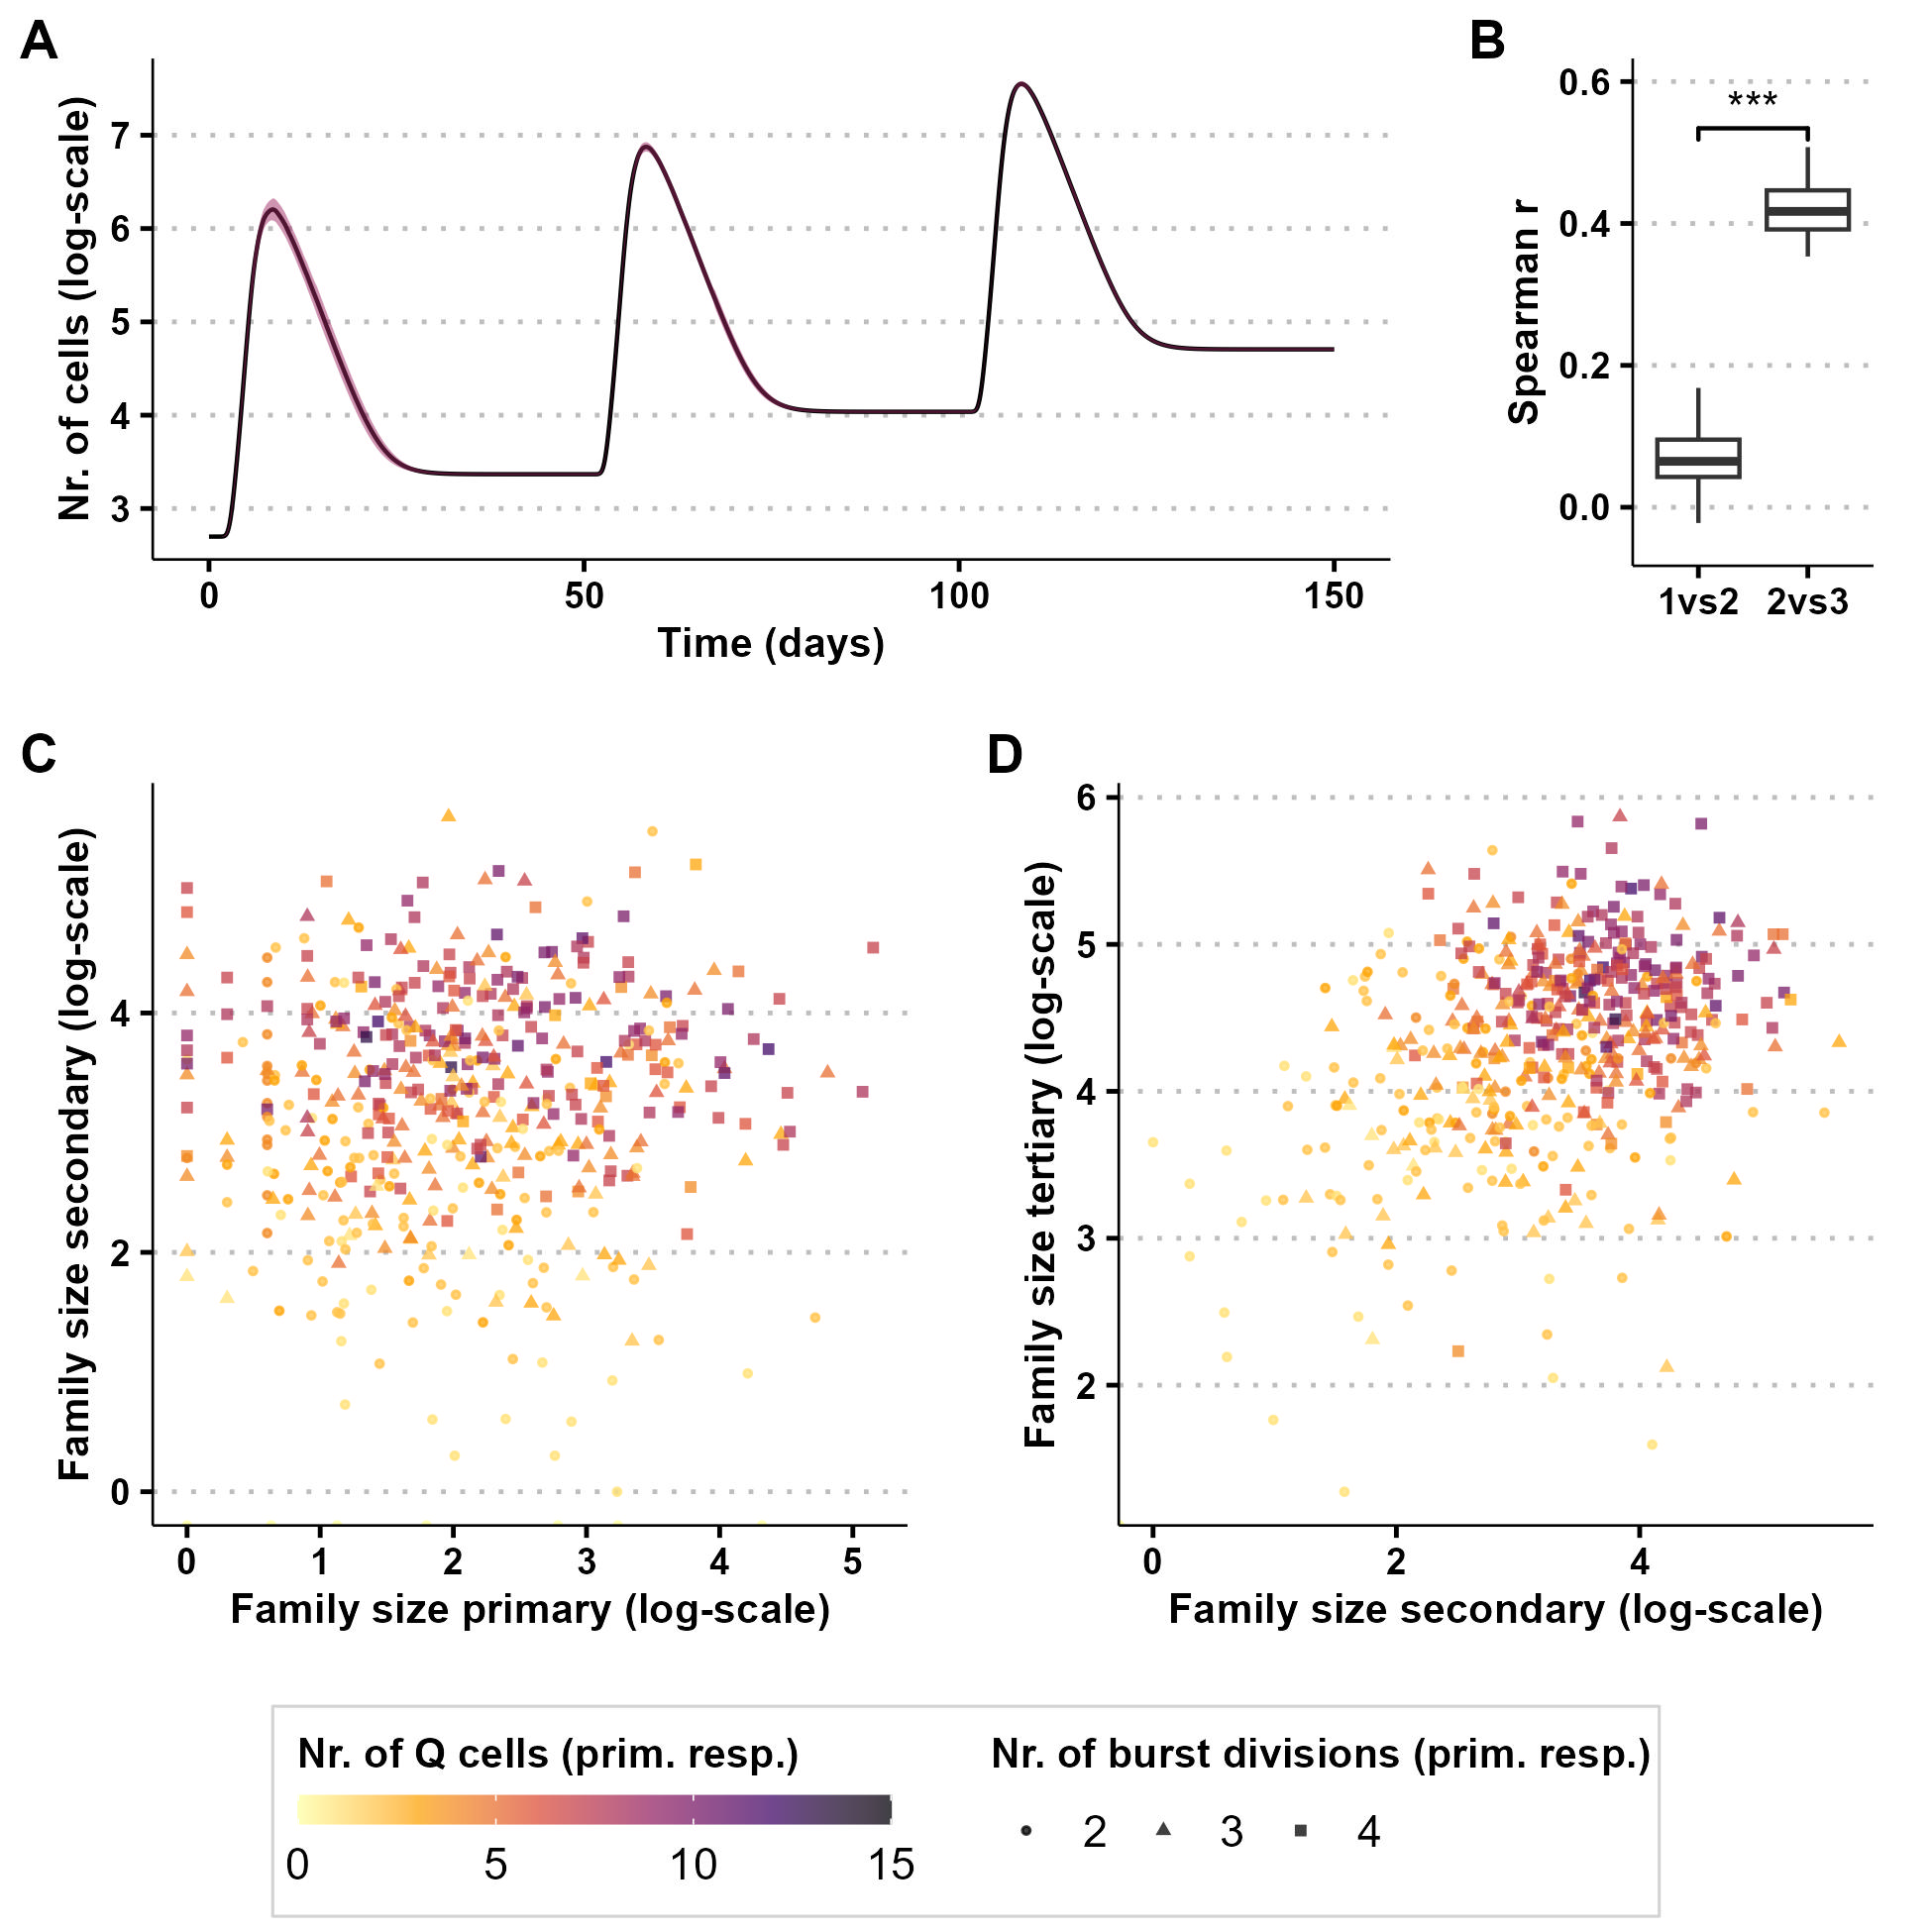 A
Nr. of cells (log-scale)
7
6
5
4
3
0 50 100 150
Time (days)
B
Spearman r
0.6
0.4
0.2
0.0
***
1vs2 2vs3
C
Family size secondary (log-scale)
4
2
0
0 1 2 3 4 5
Family size primary (log-scale)
D
Family size tertiary (log-scale)
6
5
4
3
2
0 2 4
Family size secondary (log-scale)
Nr. of Q cells (prim. resp.)
0 5 10 15
Nr. of burst divisions (prim. resp.)
2 3 4